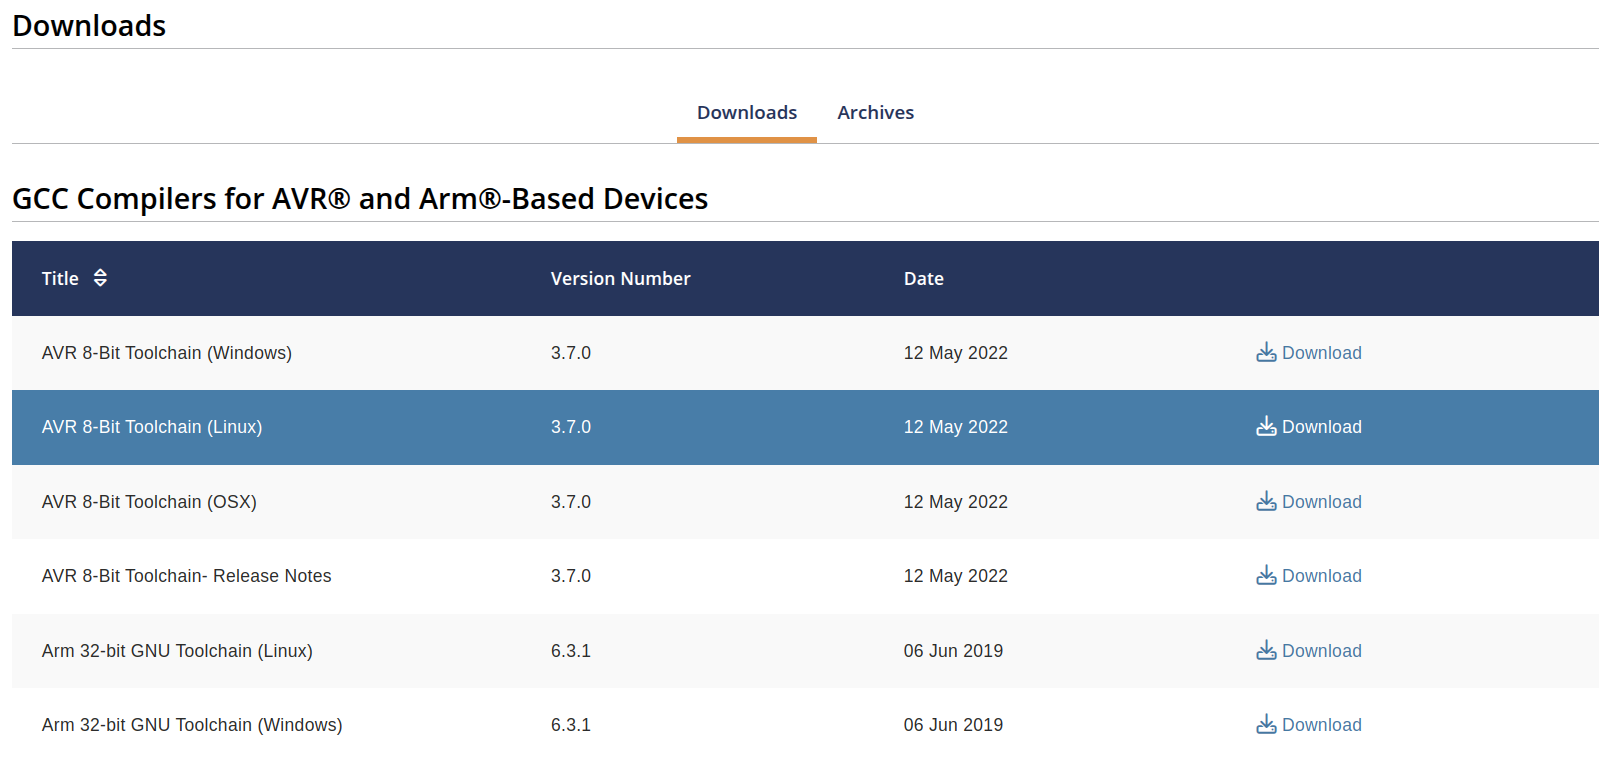 Downloads
Downloads Archives
GCC Compilers for AVR® and Arm®-Based Devices
Title Version Number Date
AVR 8-Bit Toolchain (Windows) 3.7.0 12 May 2022 Download
AVR 8-Bit Toolchain (Linux) 3.7.0 12 May 2022 Download
AVR 8-Bit Toolchain (OSX) 3.7.0 12 May 2022 Download
AVR 8-Bit Toolchain- Release Notes 3.7.0 12 May 2022 Download
Arm 32-bit GNU Toolchain (Linux) 6.3.1 06 Jun 2019 Download
Arm 32-bit GNU Toolchain (Windows) 6.3.1 06 Jun 2019 Download